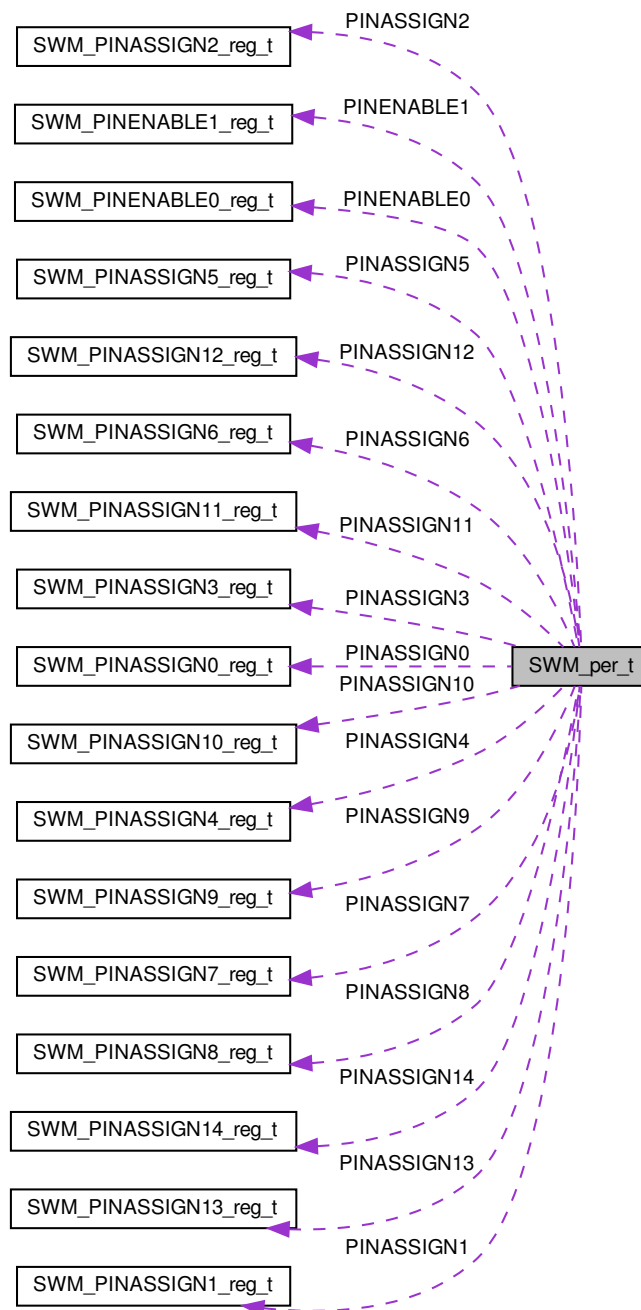 PINASSIGN2
SWM_PINASSIGN2_reg_t
PINENABLE1
SWM_PINENABLE1_reg_t
PINENABLE0
SWM_PINENABLE0_reg_t
PINASSIGN5
SWM_PINASSIGN5_reg_t
PINASSIGN12
SWM_PINASSIGN12_reg_t
PINASSIGN6
SWM_PINASSIGN6_reg_t
PINASSIGN11
SWM_PINASSIGN11_reg_t
PINASSIGN3
SWM_PINASSIGN3_reg_t
PINASSIGN0
SWM_PINASSIGN0_reg_t
SWM_per_t
PINASSIGN10
SWM_PINASSIGN10_reg_t
PINASSIGN4
SWM_PINASSIGN4_reg_t
PINASSIGN9
SWM_PINASSIGN9_reg_t
PINASSIGN7
SWM_PINASSIGN7_reg_t
PINASSIGN8
SWM_PINASSIGN8_reg_t
PINASSIGN14
SWM_PINASSIGN14_reg_t
PINASSIGN13
SWM_PINASSIGN13_reg_t
PINASSIGN1
SWM_PINASSIGN1_reg_t